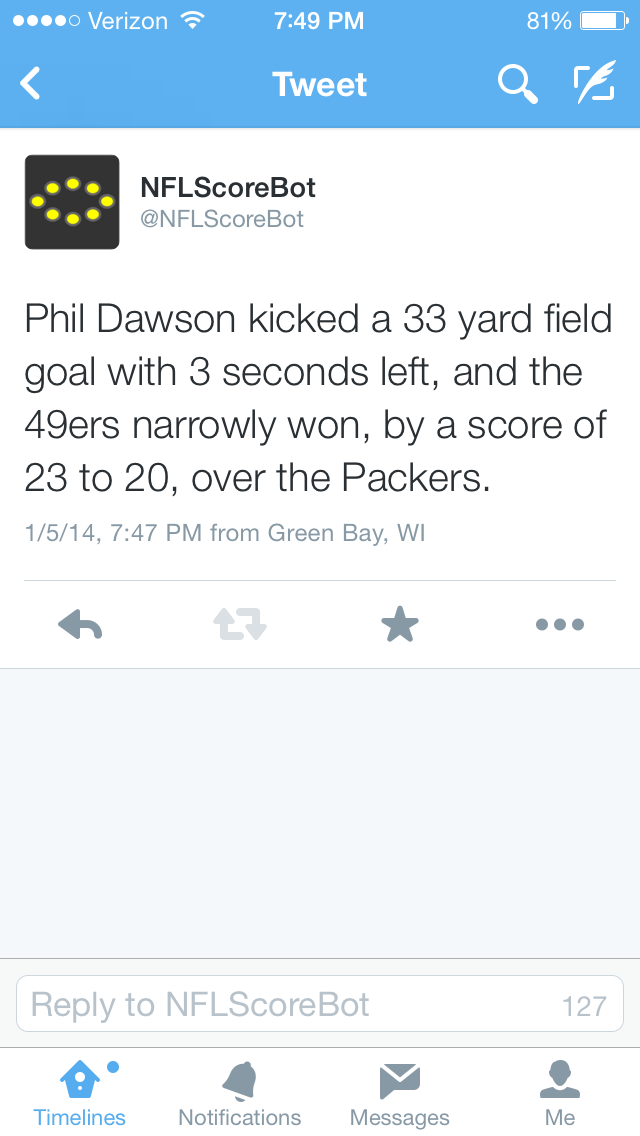 Verizon 7:49 PM 81%
Tweet
NFLScoreBot
@NFLScoreBot
Phil Dawson kicked a 33 yard field
goal with 3 seconds left, and the
49ers narrowly won, by a score of
23 to 20, over the Packers.
1/5/14, 7:47 PM from Green Bay, WI
Reply to NFLScoreBot 127
Timelines Notifications Messages Me